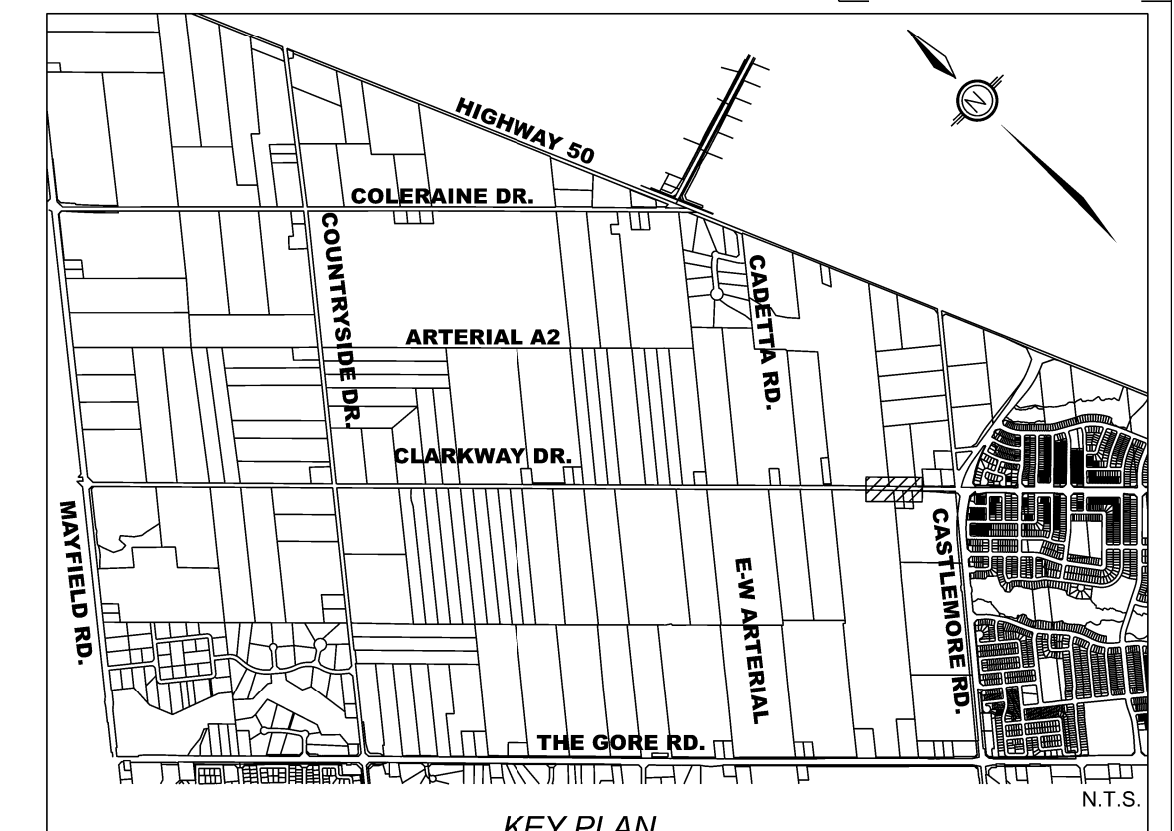 HIGHWAY 50
N
COLERAINE DR.
COUNTRYSIDE DR.
CADETTA RD.
ARTERIAL A2
CLARKWAY DR.
MAYFIELD RD.
CASTLEMORE RD.
E-W ARTERIAL
THE GORE RD.
N.T.S.
KEY PLAN